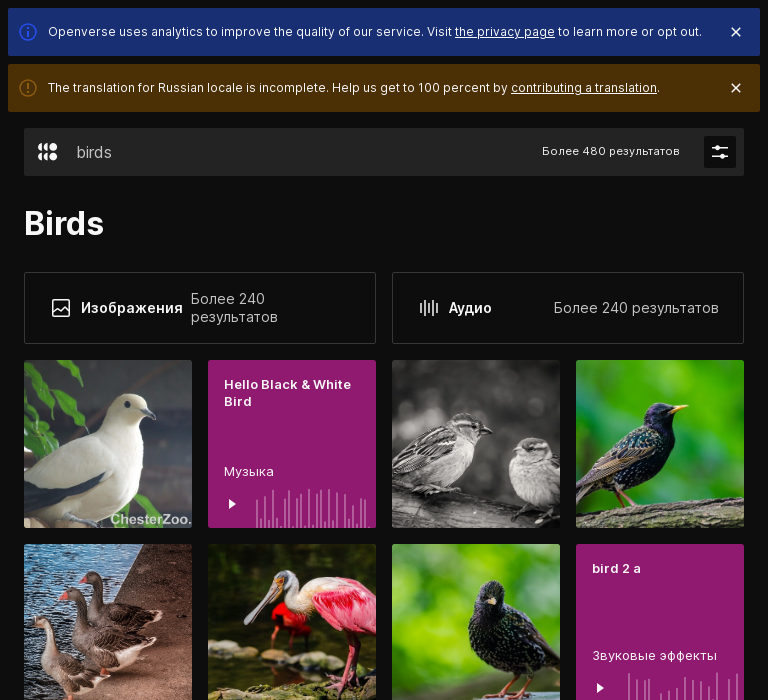 Openverse uses analytics to improve the quality of our service. Visit the privacy page to learn more or opt out.
The translation for Russian locale is incomplete. Help us get to 100 percent by contributing a translation.
birds
Более 480 результатов
Birds
Изображения
Более 240
результатов
Аудио
Более 240 результатов
ChesterZoo.
Hello Black & White
Bird
Музыка
bird 2 a
Звуковые эффекты